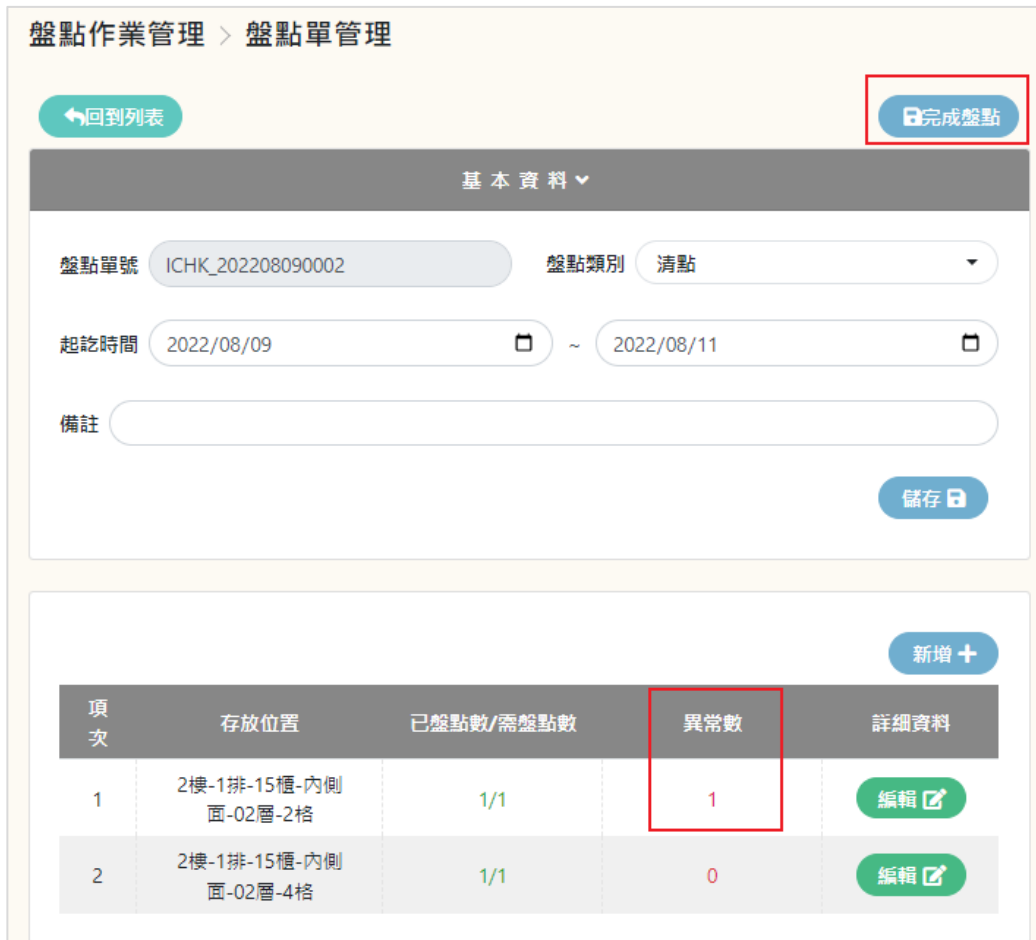 盤點作業管理 > 盤點單管理
回到列表
完成盤點
基本資料
盤點單號 ICHK_202208090002 盤點類別 清點
起訖時間 2022/08/09 ~ 2022/08/11
備註
儲存
新增
項次 存放位置 已盤點數/需盤點數 異常數 詳細資料
1 2樓-1排-15櫃-內側面-02層-2格 1/1 1 編輯
2 2樓-1排-15櫃-內側面-02層-4格 1/1 0 編輯